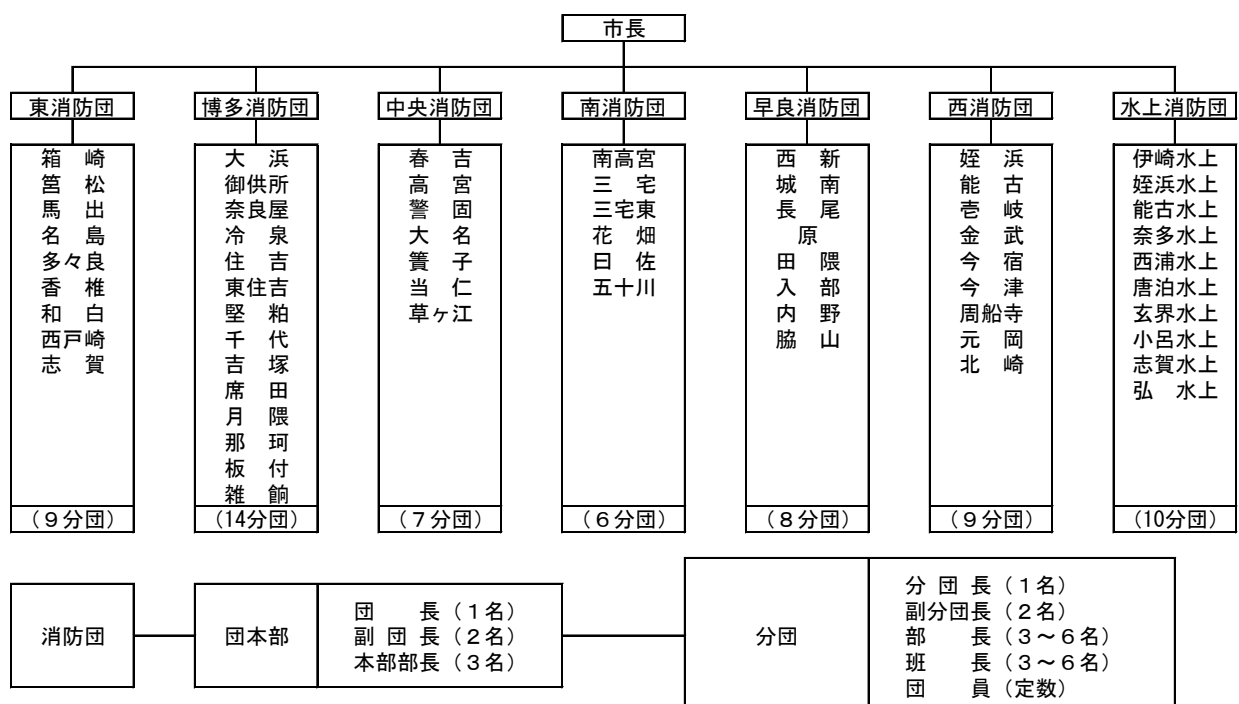 市長
東消防団
箱　崎
筥　松
馬　出
名　島
多々良
香　椎
和　白
西戸崎
志　賀
(９分団)
博多消防団
大　浜
御供所
奈良屋
冷　泉
住　吉
東住吉
堅　粕
千　代
吉　塚
席　田
月　隈
那　珂
板　付
雑　餉
(14分団)
中央消防団
春　吉
高　宮
警　固
大　名
簀　子
当　仁
草ヶ江
(７分団)
南消防団
南高宮
三　宅
三宅東
花　畑
曰　佐
五十川
(６分団)
早良消防団
西　新
城　南
長　尾
原
田　隈
入　部
内　野
脇　山
(８分団)
西消防団
姪　浜
能　古
壱　岐
金　武
今　宿
今　津
周船寺
元　岡
北　崎
(９分団)
水上消防団
伊崎水上
姪浜水上
能古水上
奈多水上
西浦水上
唐泊水上
玄界水上
小呂水上
志賀水上
弘　水上
(10分団)
消防団
団本部
団　　長（１名）
副 団 長（２名）
本部部長（３名）
分団
分 団 長（１名）
副分団長（２名）
部　　長（３～６名）
班　　長（３～６名）
団　　員（定数）